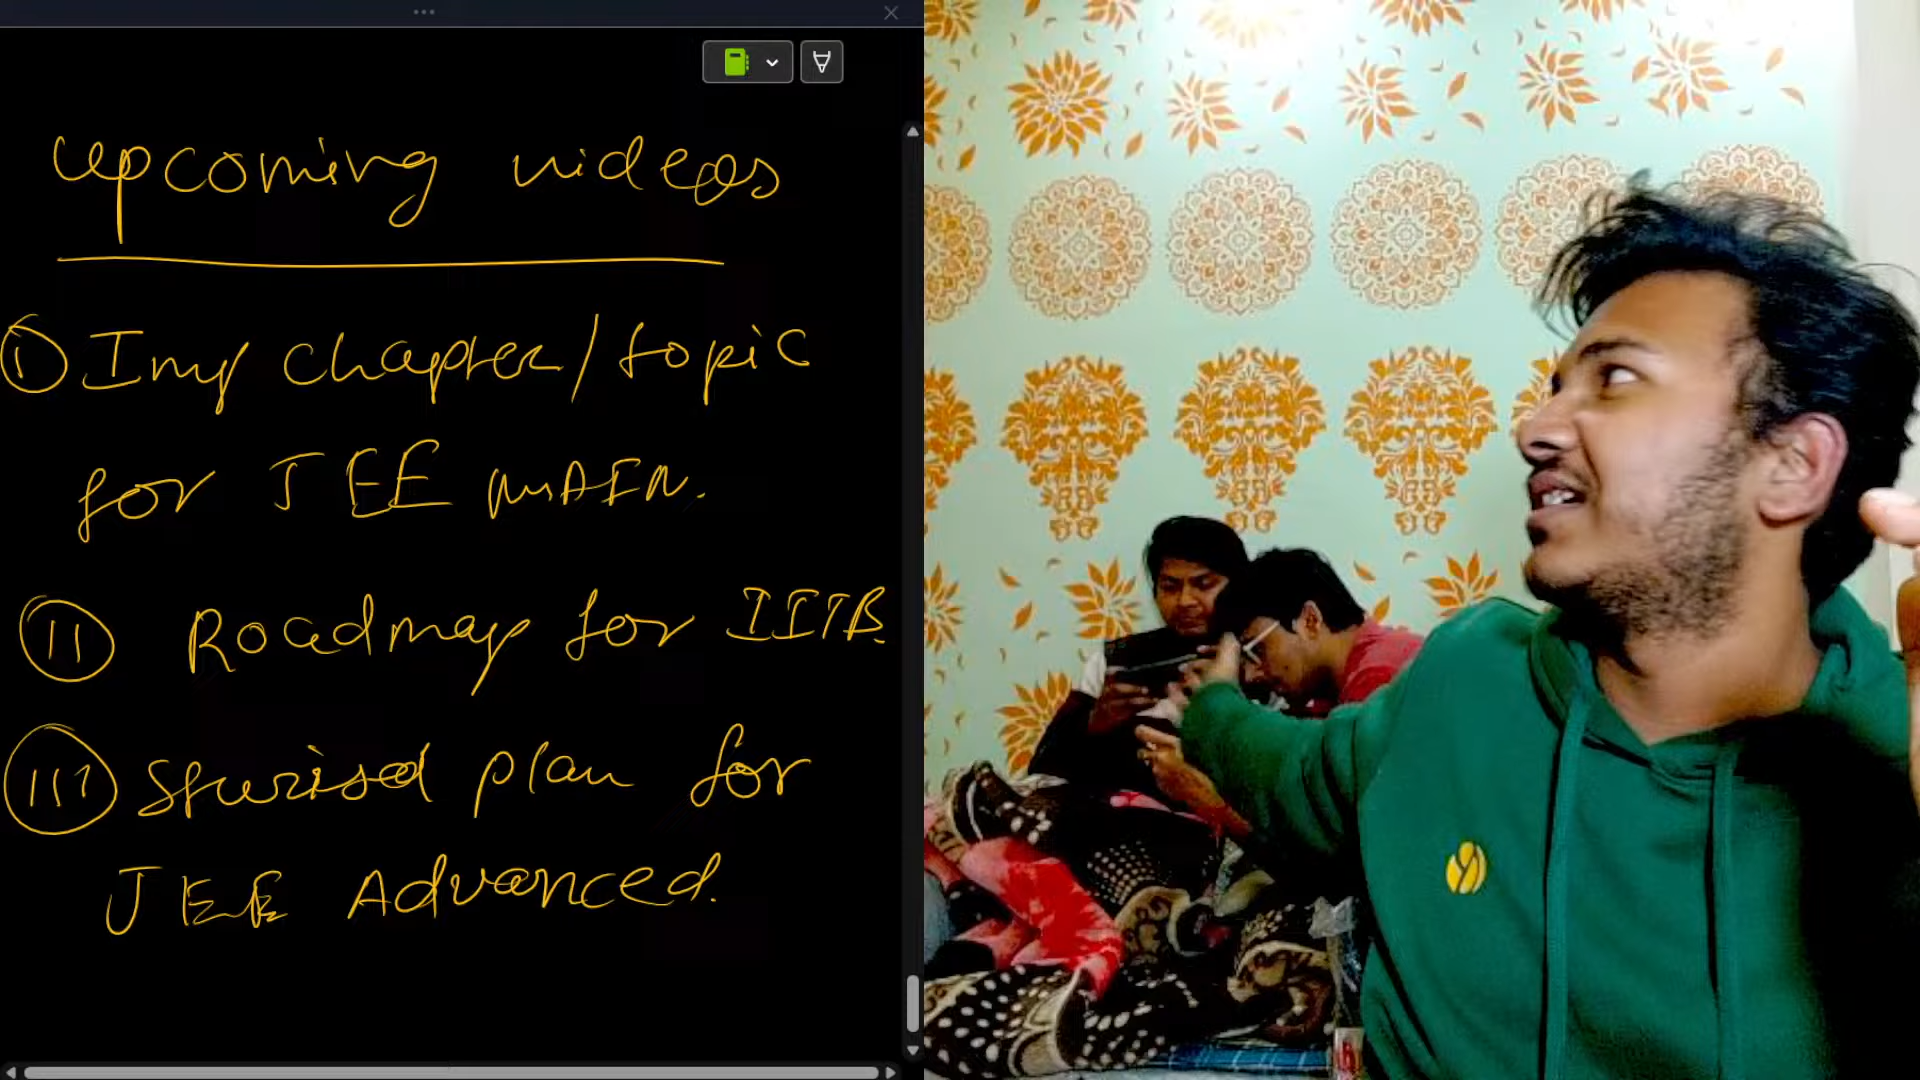 upcoming videos
① Imp chapter/topic
for JEE MAIN.
II Roadmap for IITB.
III plan for
JEE Advanced.